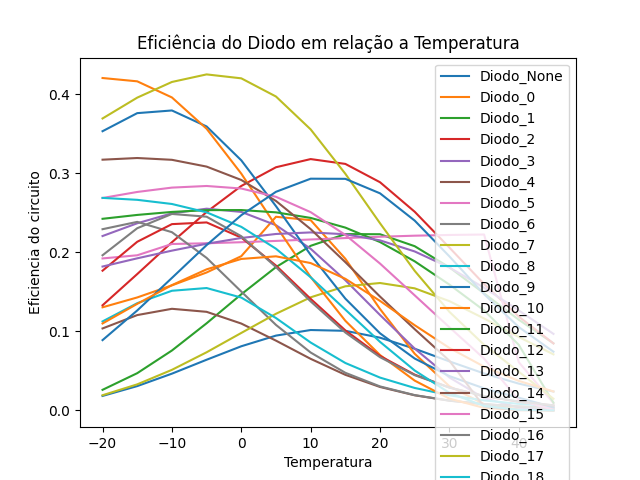 Eficiência do Diodo em relação a Temperatura
Eficiencia do circuito
0.4
0.3
0.2
0.1
0.0
−20
−10
0
10
20
30
40
Temperatura
Diodo_None
Diodo_0
Diodo_1
Diodo_2
Diodo_3
Diodo_4
Diodo_5
Diodo_6
Diodo_7
Diodo_8
Diodo_9
Diodo_10
Diodo_11
Diodo_12
Diodo_13
Diodo_14
Diodo_15
Diodo_16
Diodo_17
Diodo_18